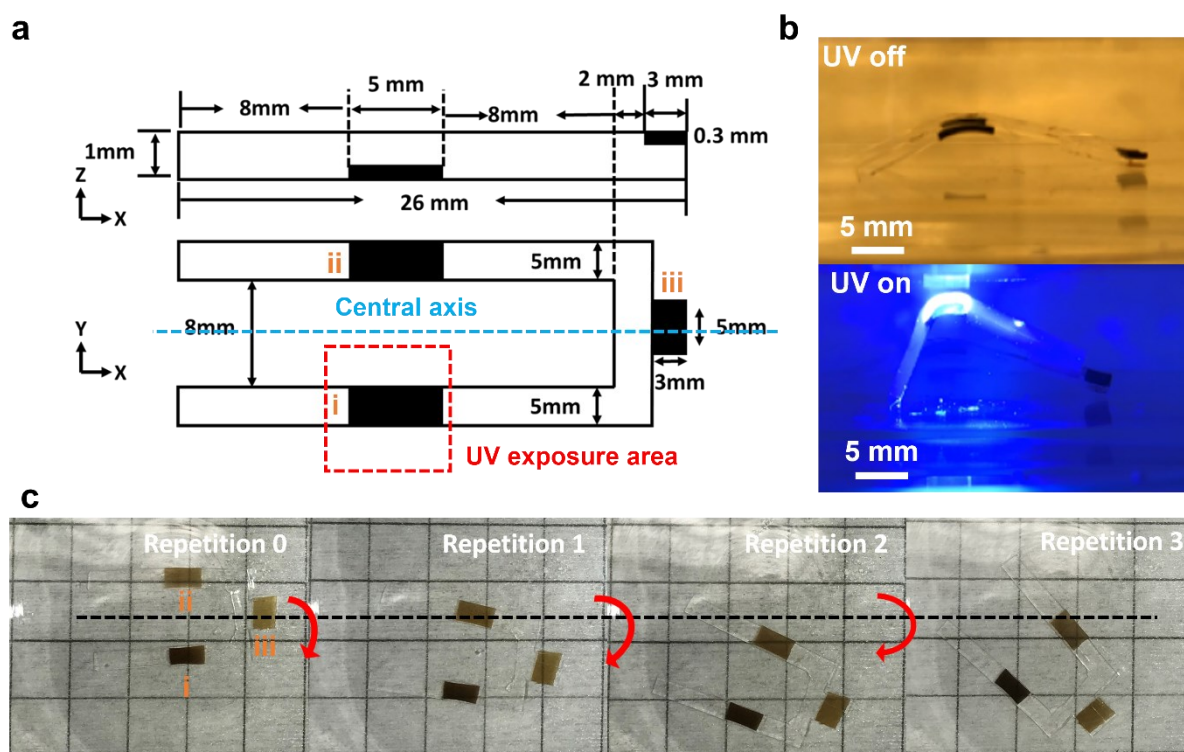 a
5 mm
2 mm
3 mm
8mm
8mm
0.3 mm
1mm
Z
X
26 mm
ii
5mm
iii
Central axis
8mm
5mm
Y
X
i
5mm
3mm
UV exposure area
b
UV off
5 mm
UV on
5 mm
c
Repetition 0
Repetition 1
Repetition 2
Repetition 3
ii
iii
i